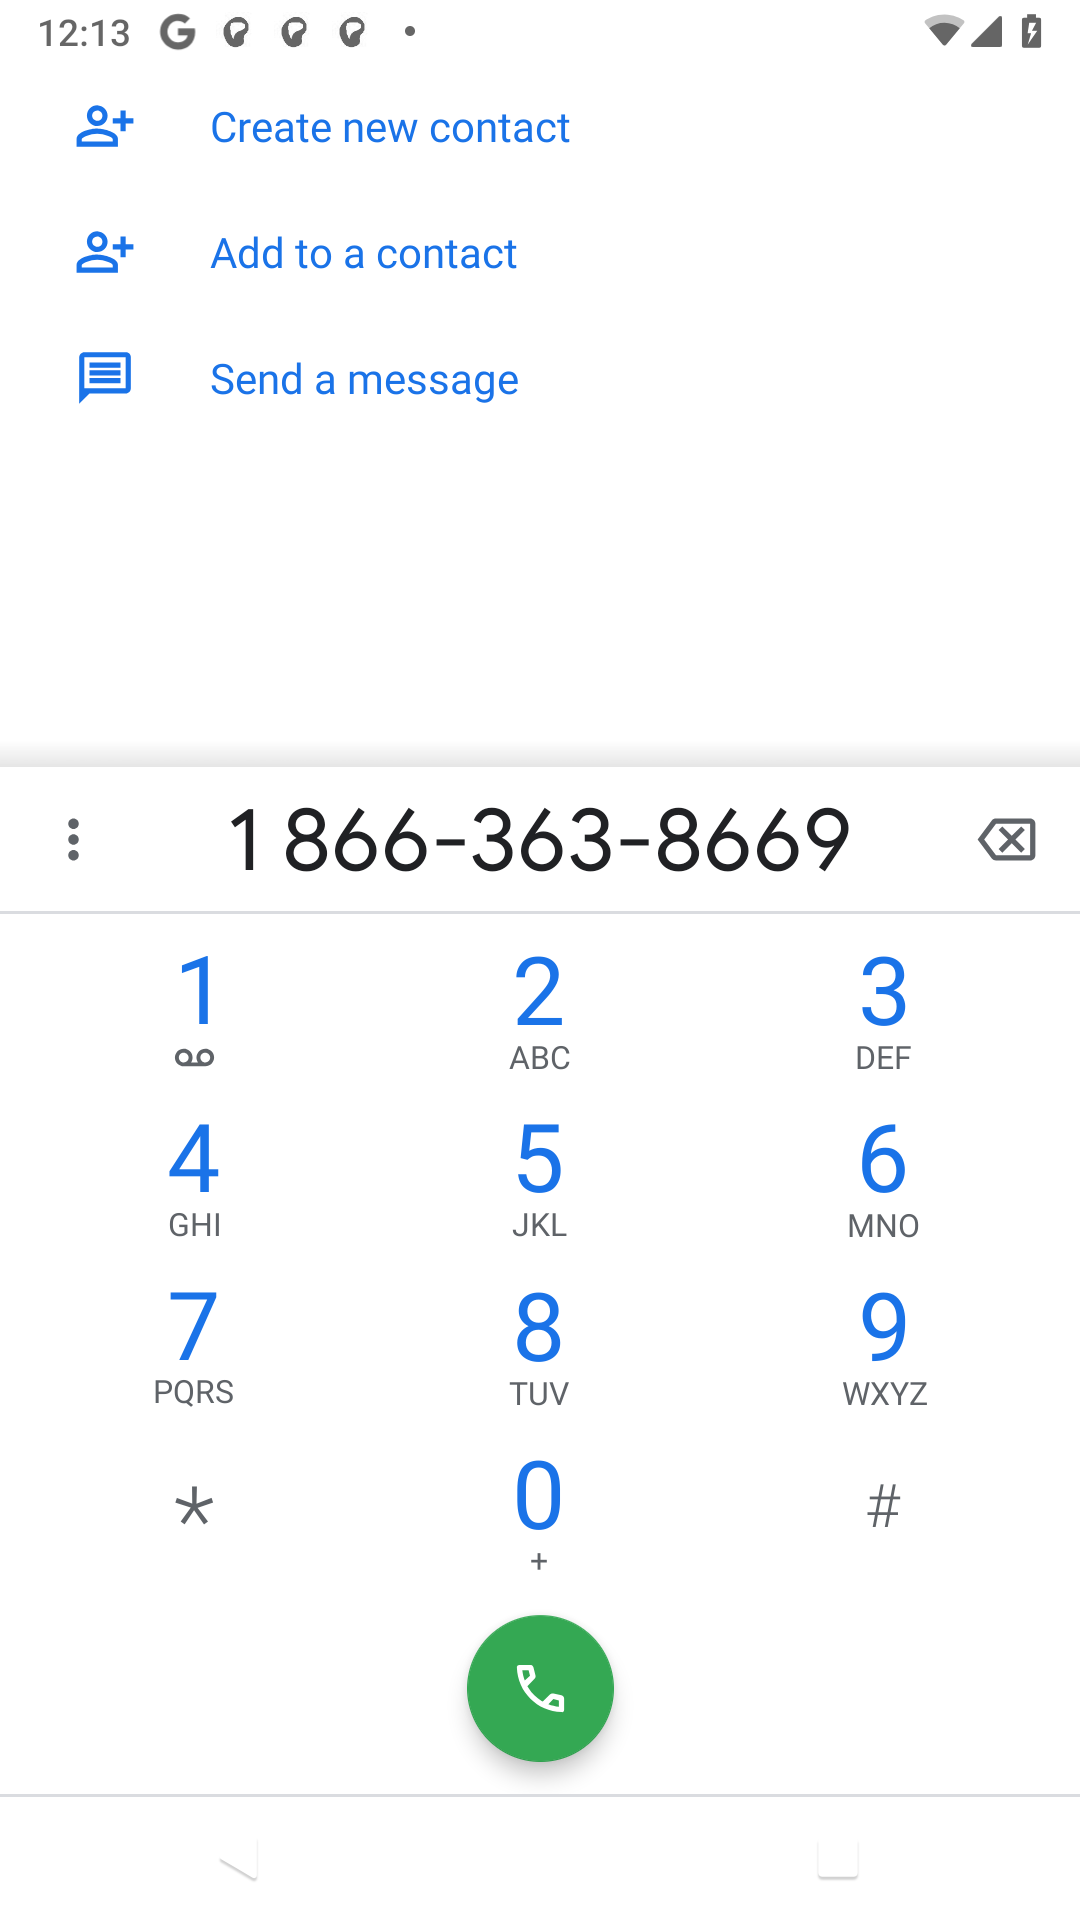 12:13
Create new contact
Add to a contact
Send a message
1 866-363-8669
1 2 3
ABC DEF
4 5 6
GHI JKL MNO
7 8 9
PQRS TUV WXYZ
* 0 #
+